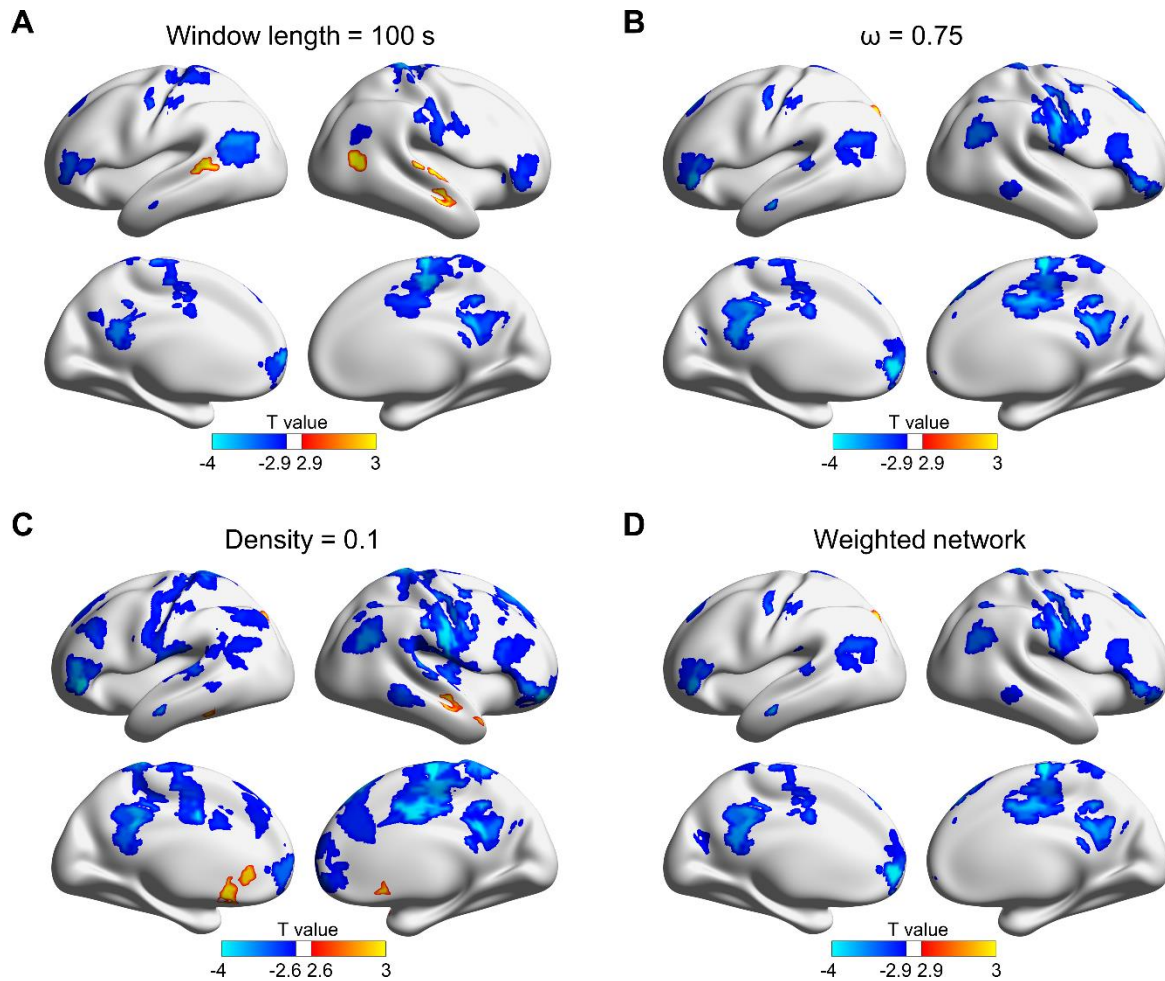 A
Window length = 100 s
B
ω = 0.75
T value
-4 -2.9 2.9 3
T value
-4 -2.9 2.9 3
C
Density = 0.1
D
Weighted network
T value
-4 -2.6 2.6 3
T value
-4 -2.9 2.9 3